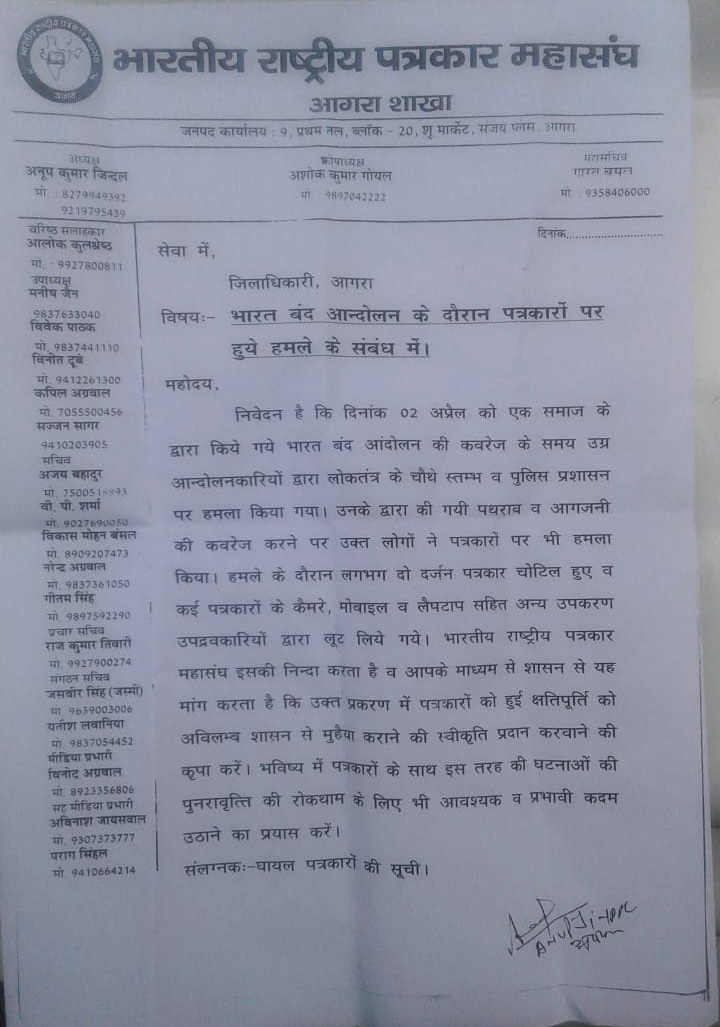 भारतीय राष्ट्रीय पत्रकार महासंघ
आगरा शाखा
जनपद कार्यालय : 9, प्रथम तल, ब्लॉक - 20, शू मार्केट, संजय प्लेस. आगरा
अध्यक्ष
अनूप कुमार जिन्दल
मो. : 8279949392
9219795439
कोषाध्यक्ष
अशोक कुमार गोयल
मो 9897042222
महासचिव
मो : 9358406000
वरिष्ठ सलाहकार
आलोक कुलश्रेष्ठ
मो. : 9927800811
उपाध्यक्ष
मनीष जैन
9837633040
विवेक पाठक
मो. 9837441110
विनीत दूबे
मो. 9412261300
कपिल अग्रवाल
मो. 7055500456
सज्जन सागर
9410203905
सचिव
अजय बहादुर
मो.
वी. पी. शर्मा
मो. 9027690050
विकास मोहन बंसल
मो. 8909207473
नरेन्द्र अग्रवाल
मो. 9837361050
गीतम सिंह
मो. 9897592290
प्रचार सचिव
राज कुमार तिवारी
मो. 9927900274
संगठन सचिव
जसवीर सिंह (जस्मी)
मो 9639003006
यतीश लवानिया
मो. 9837054452
मीडिया प्रभारी
विनोद अग्रवाल
मो. 8923356806
सह मीडिया प्रभारी
अबिनाश जायसवाल
मो. 9307373777
पराग सिंहल
मो. 9410664214
दिनांक..............................
सेवा में,
जिलाधिकारी, आगरा
विषयः- भारत बंद आन्दोलन के दौरान पत्रकारों पर
हुये हमले के संबंध में।
महोदय,
निवेदन है कि दिनांक 02 अप्रैल को एक समाज के
द्वारा किये गये भारत बंद आंदोलन की कवरेज के समय उग्र
आन्दोलनकारियों द्वारा लोकतंत्र के चौथे स्तम्भ व पुलिस प्रशासन
पर हमला किया गया। उनके द्वारा की गयी पथराव व आगजनी
की कवरेज करने पर उक्त लोगों ने पत्रकारों पर भी हमला
किया। हमले के दौरान लगभग दो दर्जन पत्रकार चोटिल हुए व
कई पत्रकारों के कैमरे, मोबाइल व लैपटाप सहित अन्य उपकरण
उपद्रवकारियों द्वारा लूट लिये गये। भारतीय राष्ट्रीय पत्रकार
महासंघ इसकी निन्दा करता है व आपके माध्यम से शासन से यह
मांग करता है कि उक्त प्रकरण में पत्रकारों को हुई क्षतिपूर्ति को
अविलम्ब शासन से मुहैया कराने की स्वीकृति प्रदान करवाने की
कृपा करें। भविष्य में पत्रकारों के साथ इस तरह की घटनाओं की
पुनरावृत्ति की रोकथाम के लिए भी आवश्यक व प्रभावी कदम
उठाने का प्रयास करें।
संलग्नकः-घायल पत्रकारों की सूची।